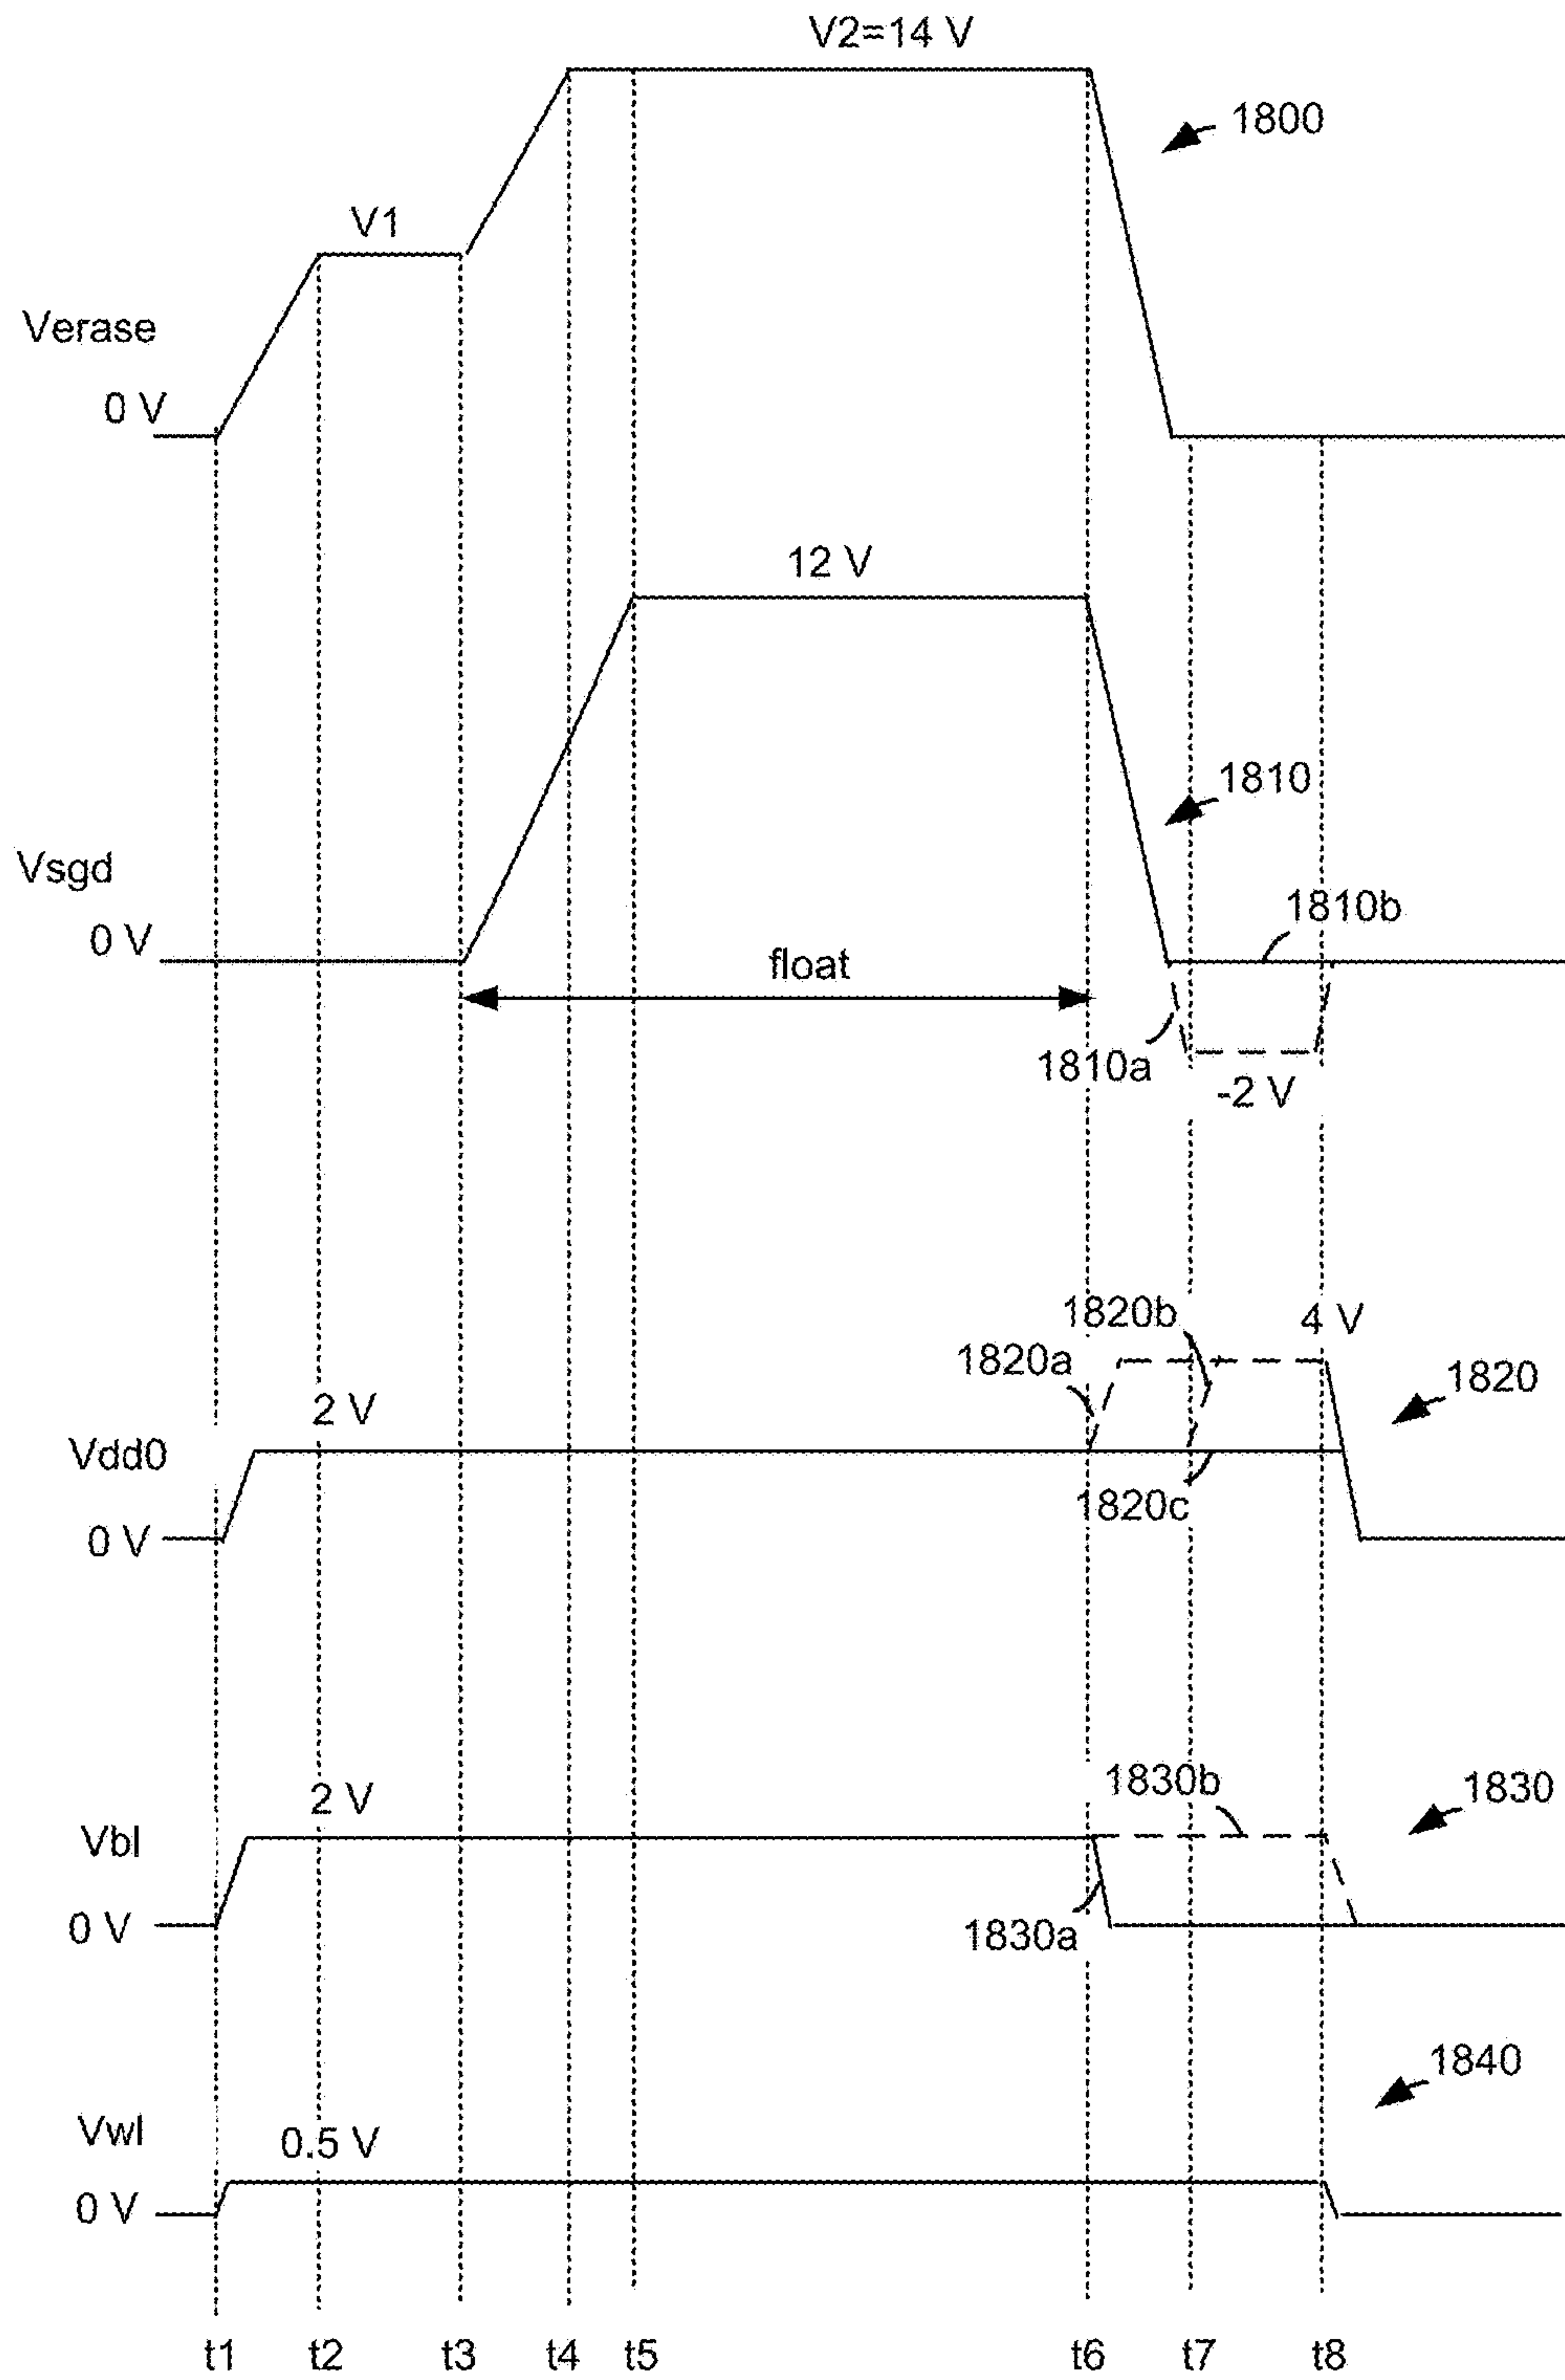 V2=14 V
1800
V1
Verase
0 V
12 V
1810
Vsgd
0 V
1810b
float
1810a
-2 V
1820b
4 V
1820a
1820
2 V
Vdd0
1820c
0 V
1830b
1830
2 V
Vbl
0 V
1830a
1840
Vwl
0.5 V
0 V
t1 t2 t3 t4 t5 t6 t7 t8